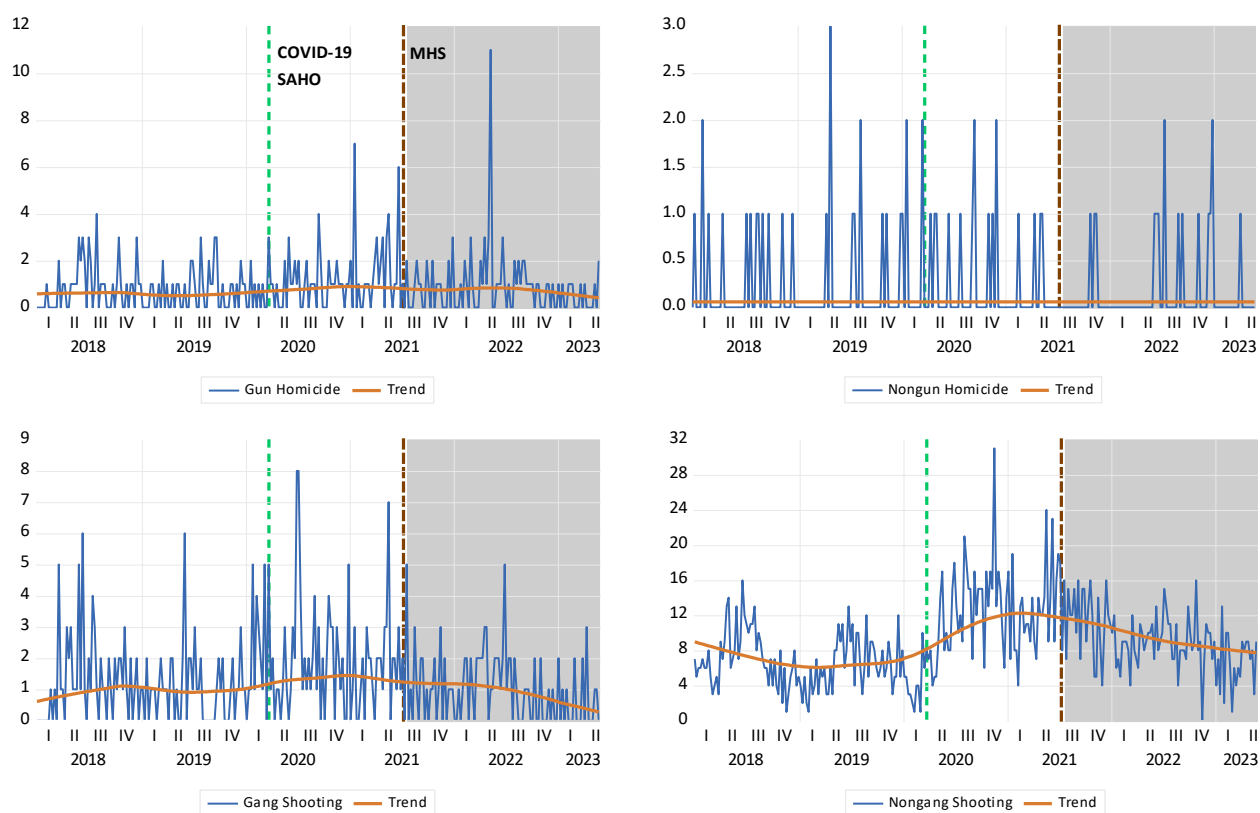 12
10
8
6
4
2
0
COVID-19
SAHO
MHS
I II III IV I II III IV I II III IV I II III IV I II III IV I II
2018 2019 2020 2021 2022 2023
Gun Homicide Trend
3.0
2.5
2.0
1.5
1.0
0.5
0.0
I II III IV I II III IV I II III IV I II III IV I II III IV I II
2018 2019 2020 2021 2022 2023
Nongun Homicide Trend
9
8
7
6
5
4
3
2
1
0
I II III IV I II III IV I II III IV I II III IV I II III IV I II
2018 2019 2020 2021 2022 2023
Gang Shooting Trend
32
28
24
20
16
12
8
4
0
I II III IV I II III IV I II III IV I II III IV I II III IV I II
2018 2019 2020 2021 2022 2023
Nongang Shooting Trend